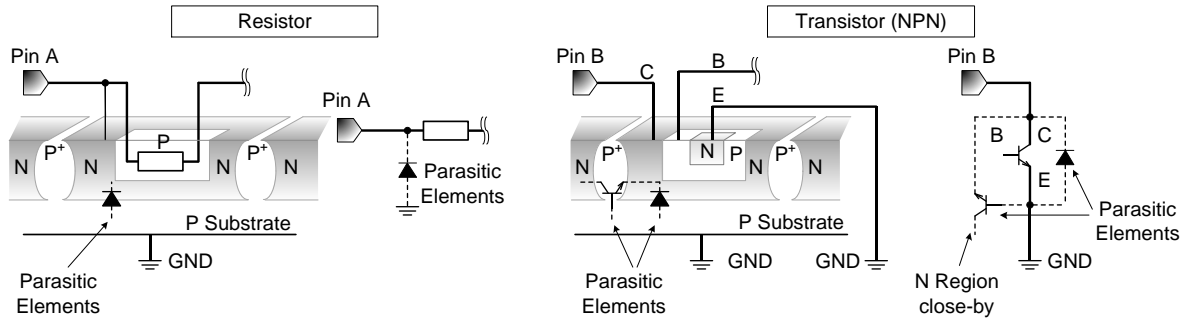 Resistor
Pin A
P
N
P+
N
N
P+
N
P Substrate
GND
Parasitic
Elements
Pin A
Parasitic
Elements
Transistor (NPN)
Pin B
C
B
E
N
P+
N
N
P
P+
N
P Substrate
GND
GND
Parasitic
Elements
Pin B
B
C
E
Parasitic
Elements
GND
N Region
close-by